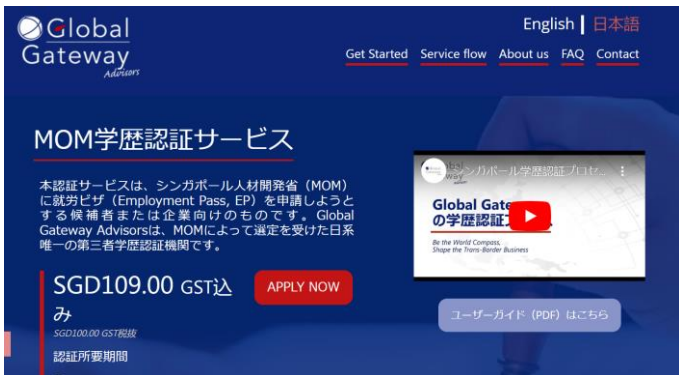 Global
Gateway
Advisors
English | 日本語
Get Started Service flow About us FAQ Contact
MOM学歴認証サービス
本認証サービスは、シンガポール人材開発省（MOM）
に就労ビザ（Employment Pass, EP）を申請しようと
する候補者または企業向けのものです。Global
Gateway Advisorsは、MOMによって選定を受けた日系
唯一の第三者学歴認証機関です。
SGD109.00 GST込
み
APPLY NOW
SGD100.00 GST税抜
認証所要期間
シンガポール学歴認証プロセ...
Global Gate
の学歴認証
Be the World Compass,
Shape the Trans-Border Business
ユーザーガイド（PDF）はこちら